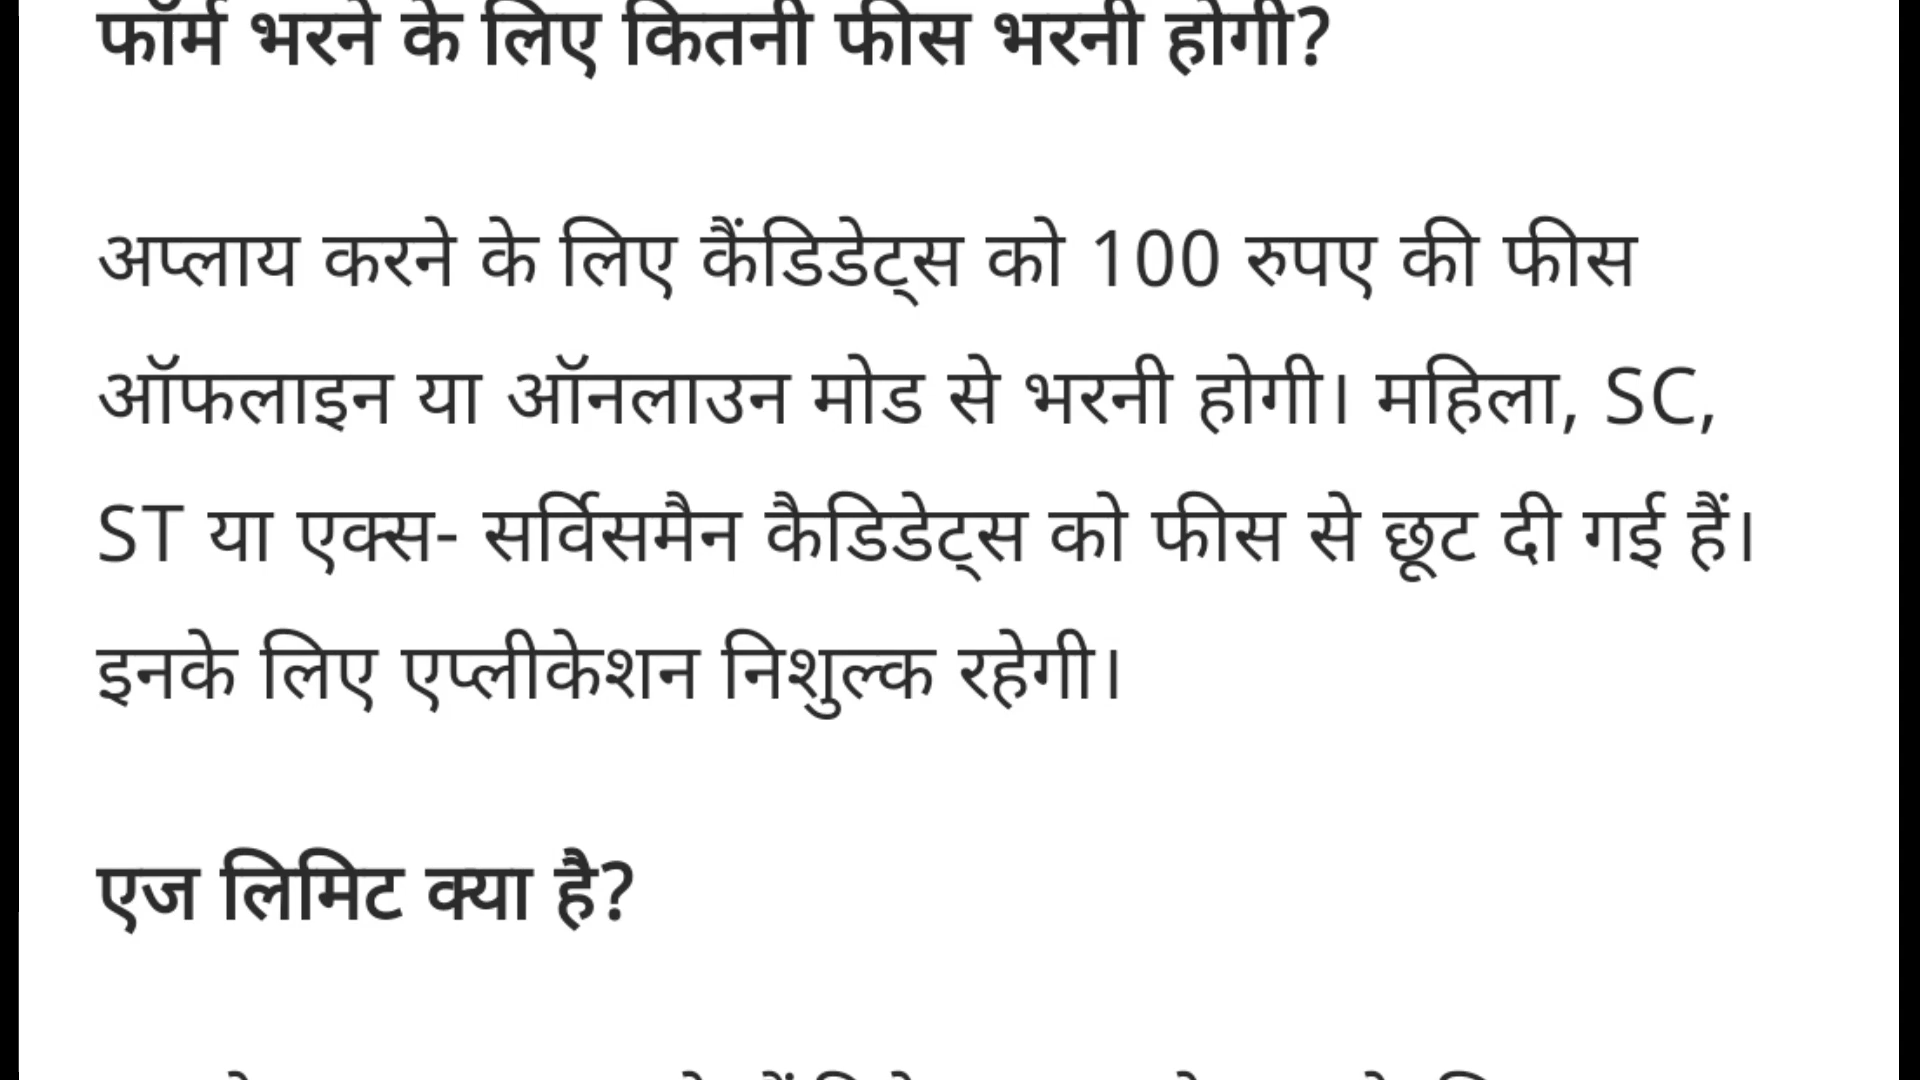 फॉर्म भरने के लिए कितनी फीस भरनी होगी?
अप्लाय करने के लिए कैंडिडेट्स को 100 रुपए की फीस
ऑफलाइन या ऑनलाउन मोड से भरनी होगी। महिला, SC,
ST या एक्स- सर्विसमैन कैडिडेट्स को फीस से छूट दी गई हैं।
इनके लिए एप्लीकेशन निशुल्क रहेगी।
एज लिमिट क्या है?